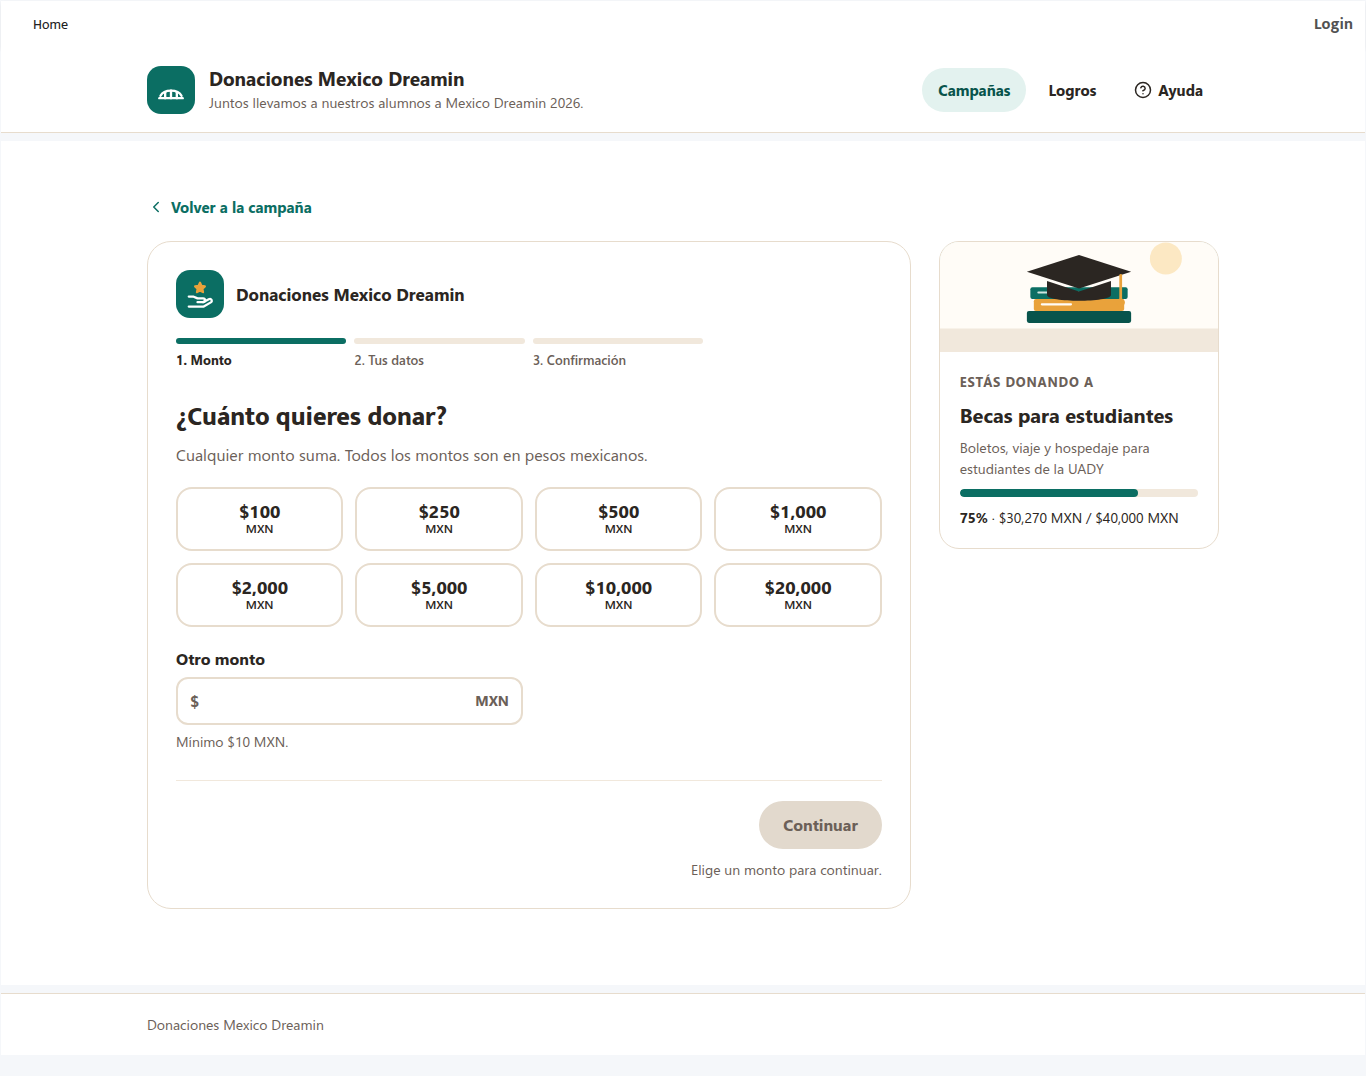 Home
Login
Donaciones Mexico Dreamin
Juntos llevamos a nuestros alumnos a Mexico Dreamin 2026.
Campañas
Logros
Ayuda
Volver a la campaña
Donaciones Mexico Dreamin
1. Monto
2. Tus datos
3. Confirmación
¿Cuánto quieres donar?
Cualquier monto suma. Todos los montos son en pesos mexicanos.
$100
MXN
$250
MXN
$500
MXN
$1,000
MXN
$2,000
MXN
$5,000
MXN
$10,000
MXN
$20,000
MXN
Otro monto
$
MXN
Mínimo $10 MXN.
Continuar
Elige un monto para continuar.
ESTÁS DONANDO A
Becas para estudiantes
Boletos, viaje y hospedaje para
estudiantes de la UADY
75% · $30,270 MXN / $40,000 MXN
Donaciones Mexico Dreamin